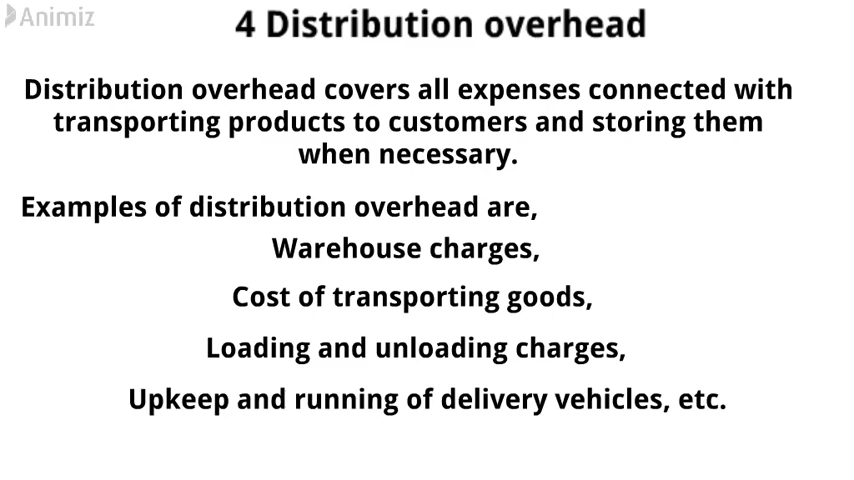 Animiz
4 Distribution overhead
Distribution overhead covers all expenses connected with
transporting products to customers and storing them
when necessary.
Examples of distribution overhead are,
Warehouse charges,
Cost of transporting goods,
Loading and unloading charges,
Upkeep and running of delivery vehicles, etc.